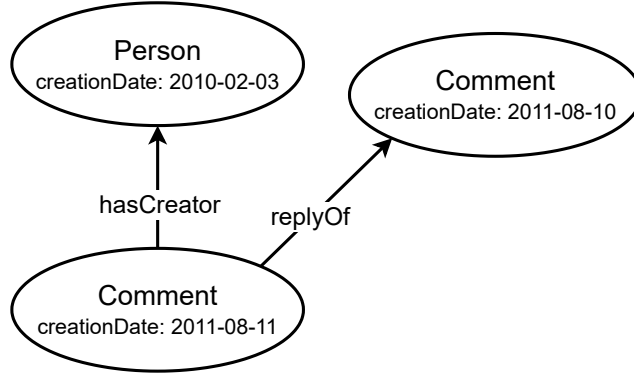 Person
creationDate: 2010-02-03
Comment
creationDate: 2011-08-10
hasCreator
replyOf
Comment
creationDate: 2011-08-11